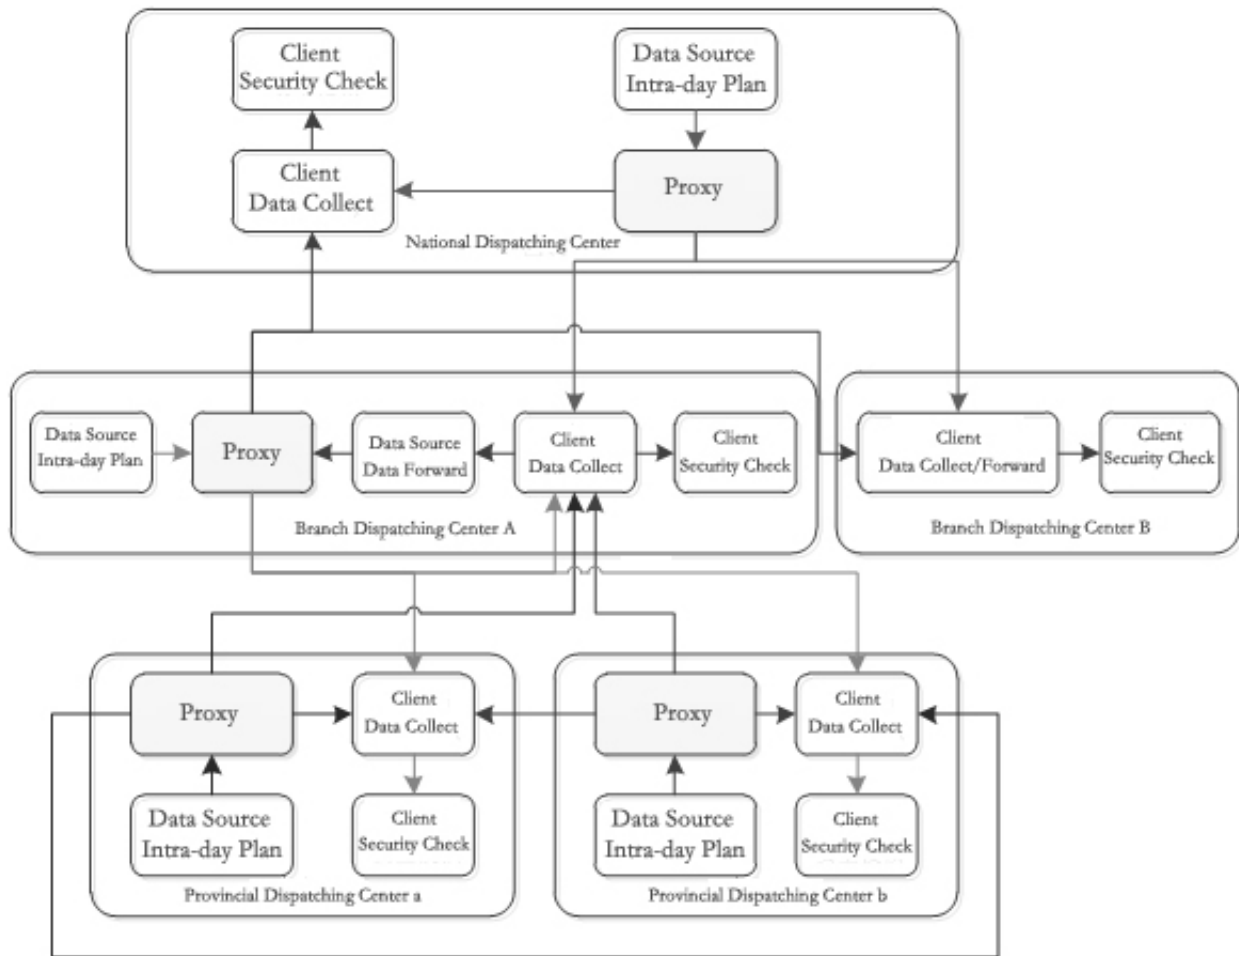 Client
Security Check
Data Source
Intra-day Plan
Client
Data Collect
Proxy
National Dispatching Center
Data Source
Intra-day Plan
Proxy
Data Source
Data Forward
Client
Data Collect
Client
Security Check
Branch Dispatching Center A
Client
Data Collect/Forward
Client
Security Check
Branch Dispatching Center B
Proxy
Client
Data Collect
Data Source
Intra-day Plan
Client
Security Check
Provincial Dispatching Center a
Proxy
Client
Data Collect
Data Source
Intra-day Plan
Client
Security Check
Provincial Dispatching Center b